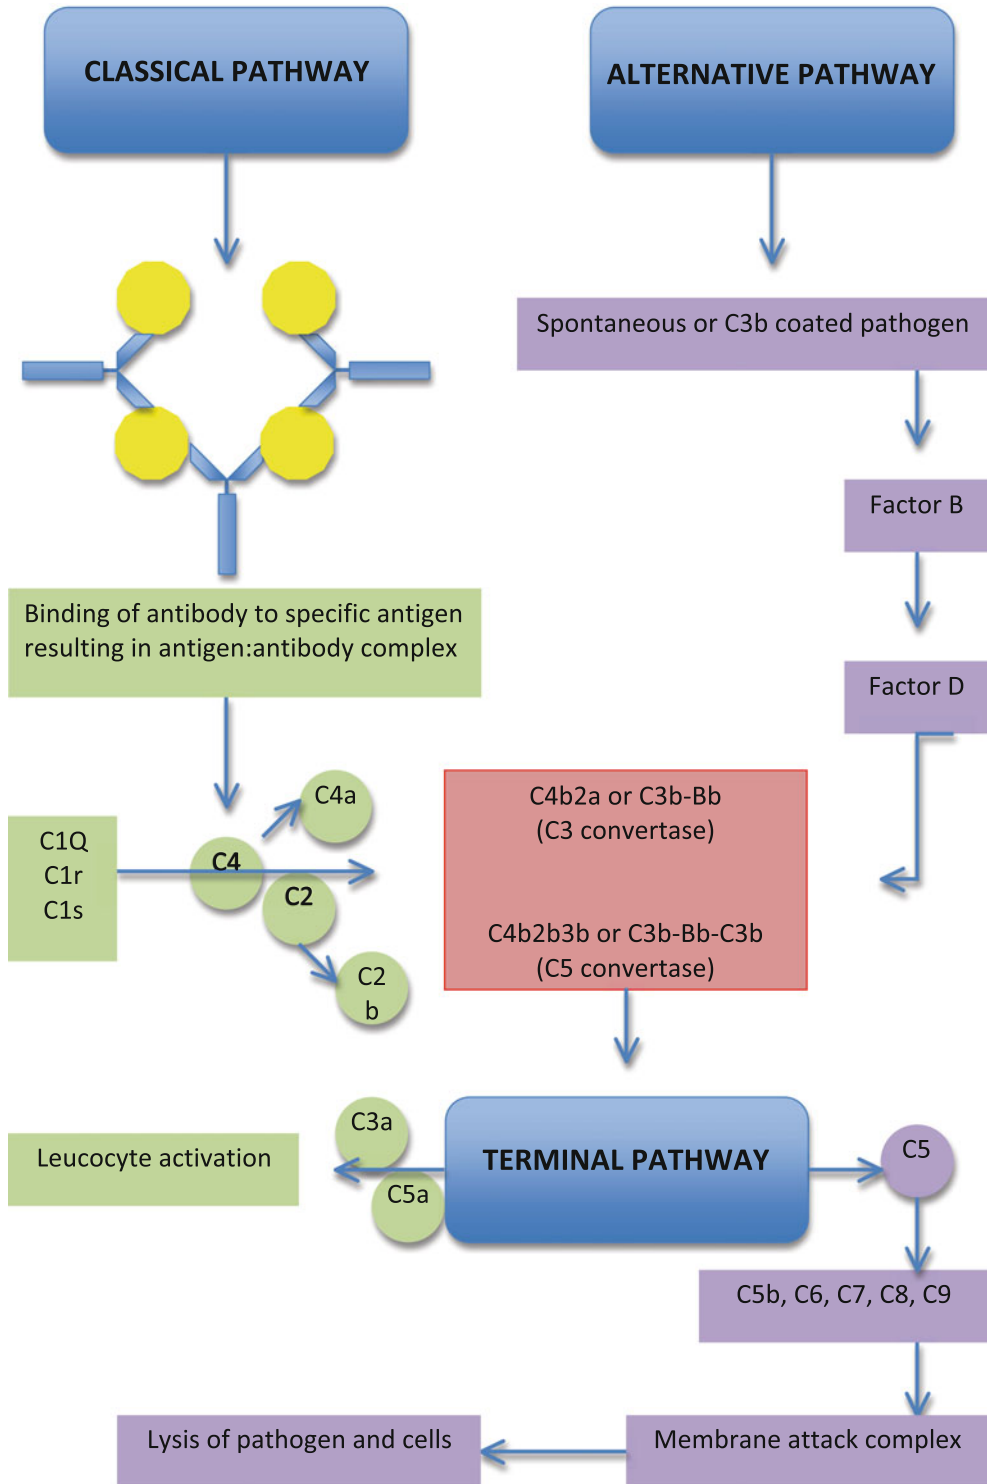 CLASSICAL PATHWAY
ALTERNATIVE PATHWAY
Spontaneous or C3b coated pathogen
Factor B
Binding of antibody to specific antigen
resulting in antigen:antibody complex
Factor D
C4a
C4b2a or C3b-Bb
(C3 convertase)
C1Q
C1r
C1s
C4
C2
C4b2b3b or C3b-Bb-C3b
(C5 convertase)
C2
b
C3a
Leucocyte activation
TERMINAL PATHWAY
C5
C5a
C5b, C6, C7, C8, C9
Lysis of pathogen and cells
Membrane attack complex